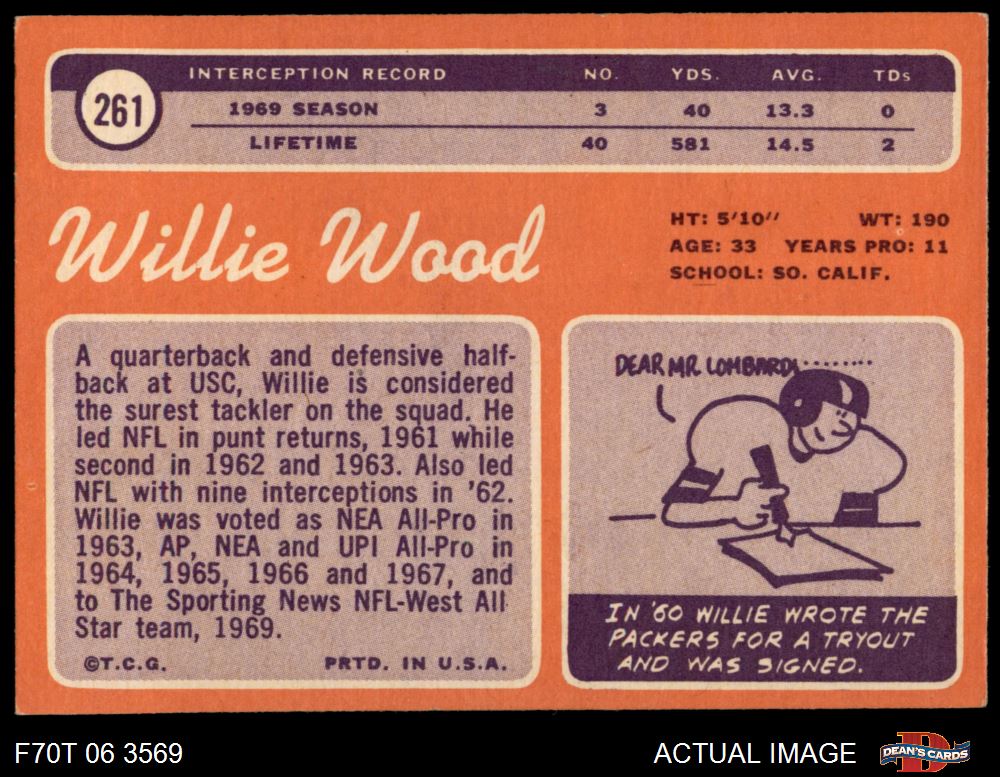 261
INTERCEPTION RECORD NO. YDS. AVG. TDs
1969 SEASON 3 40 13.3 0
LIFETIME 40 581 14.5 2
Willie Wood
HT: 5'10" WT: 190
AGE: 33 YEARS PRO: 11
SCHOOL: SO. CALIF.
A quarterback and defensive half-
back at USC, Willie is considered
the surest tackler on the squad. He
led NFL in punt returns, 1961 while
second in 1962 and 1963. Also led
NFL with nine interceptions in '62.
Willie was voted as NEA All-Pro in
1963, AP, NEA and UPI All-Pro in
1964, 1965, 1966 and 1967, and
to The Sporting News NFL-West All
Star team, 1969.
©T.C.G. PRTD. IN U.S.A.
DEAR MR. LOMBARDI.........
IN '60 WILLIE WROTE THE
PACKERS FOR A TRYOUT
AND WAS SIGNED.
F70T 06 3569
ACTUAL IMAGE
D
DEAN'S CARDS